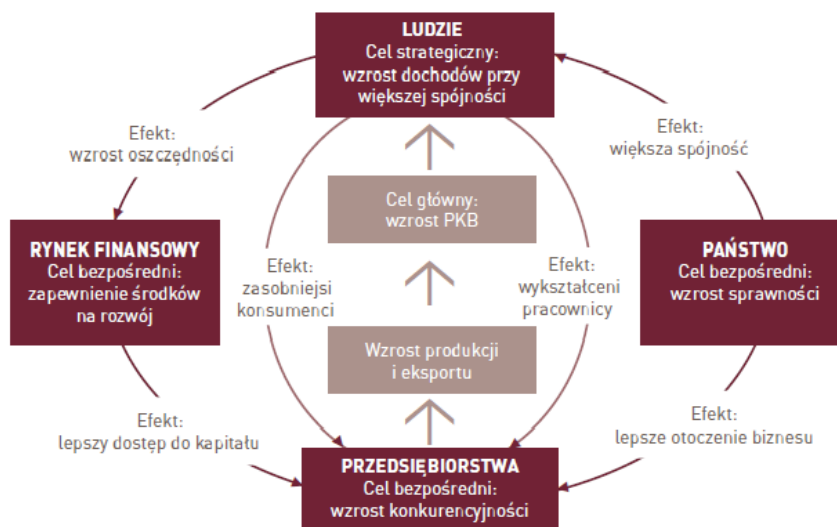 LUDZIE
Cel strategiczny:
wzrost dochodów przy
większej spójności
Efekt:
wzrost oszczędności
Efekt:
większa spójność
Cel główny:
wzrost PKB
RYNEK FINANSOWY
Cel bezpośredni:
zapewnienie środków
na rozwój
Efekt:
zasobniejsi
konsumenci
Efekt:
wykształceni
pracownicy
PAŃSTWO
Cel bezpośredni:
wzrost sprawności
Wzrost produkcji
i eksportu
Efekt:
lepszy dostęp do kapitału
Efekt:
lepsze otoczenie biznesu
PRZEDSIĘBIORSTWA
Cel bezpośredni:
wzrost konkurencyjności